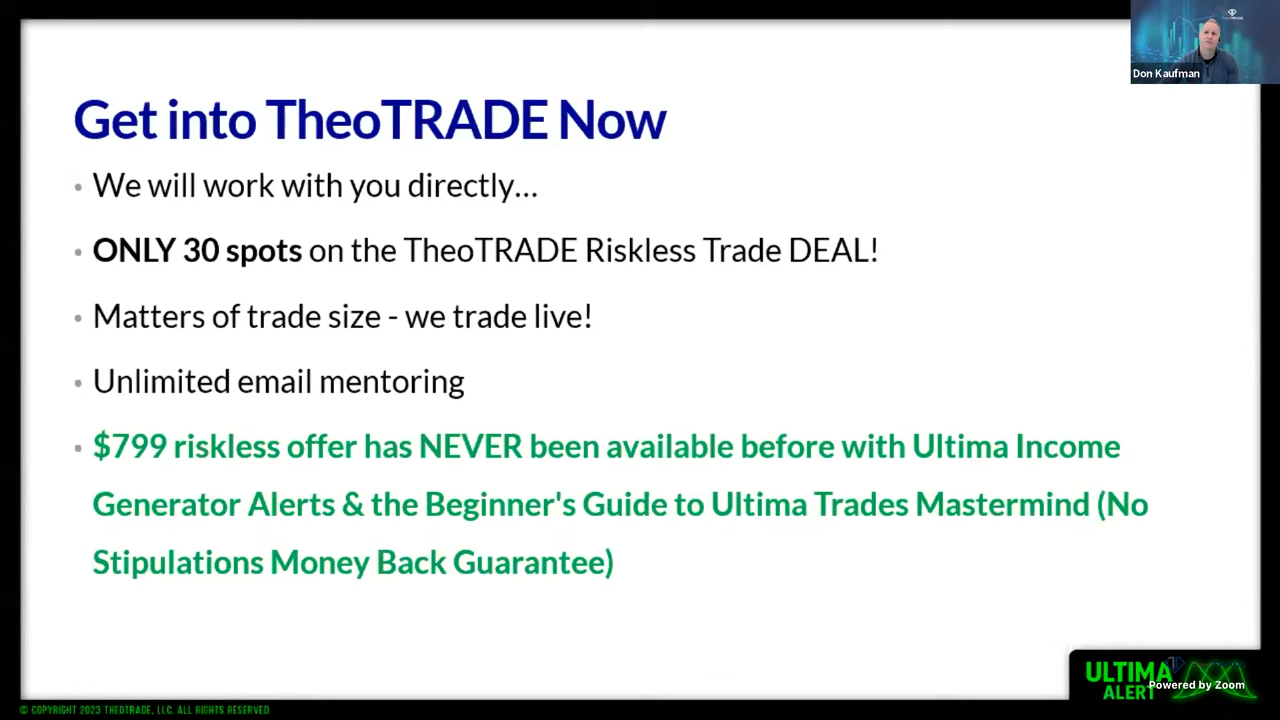 THEOTRADE
Don Kaufman
Get into TheoTRADE Now
• We will work with you directly...
• ONLY 30 spots on the TheoTRADE Riskless Trade DEAL!
• Matters of trade size - we trade live!
• Unlimited email mentoring
• $799 riskless offer has NEVER been available before with Ultima Income
Generator Alerts & the Beginner's Guide to Ultima Trades Mastermind (No
Stipulations Money Back Guarantee)
ULTIMA
ALERT
Powered by Zoom
© COPYRIGHT 2023 THEOTRADE, LLC. ALL RIGHTS RESERVED